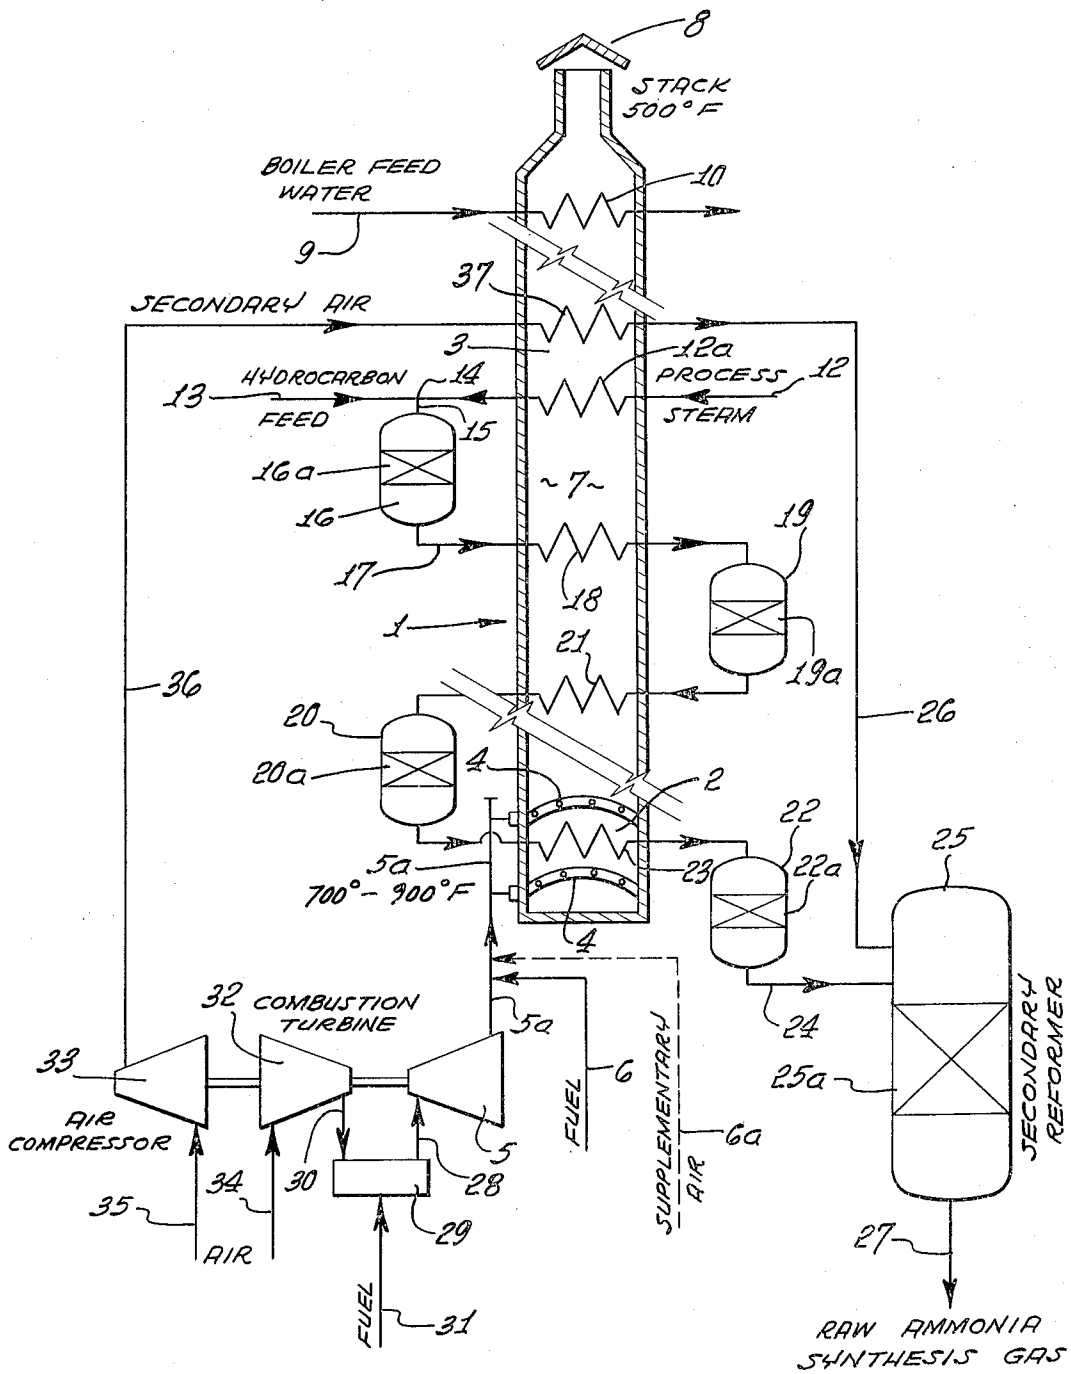 8
STACK
500°F
BOILER FEED
WATER
10
9
37
SECONDARY AIR
3
12a
HYDROCARBON
14
PROCESS
12
13
FEED
15
STEAM
16a
~7~
16
19
17
18
1
21
19a
36
20
26
4
2
20a
22
25
5a
23
22a
700°-900°F
4
32
COMBUSTION
TURBINE
5a
24
33
25a
6
AIR
COMPRESSOR
5
FUEL
6a
SUPPLEMENTARY
AIR
SECONDARY
REFORMER
30
28
34
35
29
AIR
27
FUEL
31
RAW AMMONIA
SYNTHESIS GAS